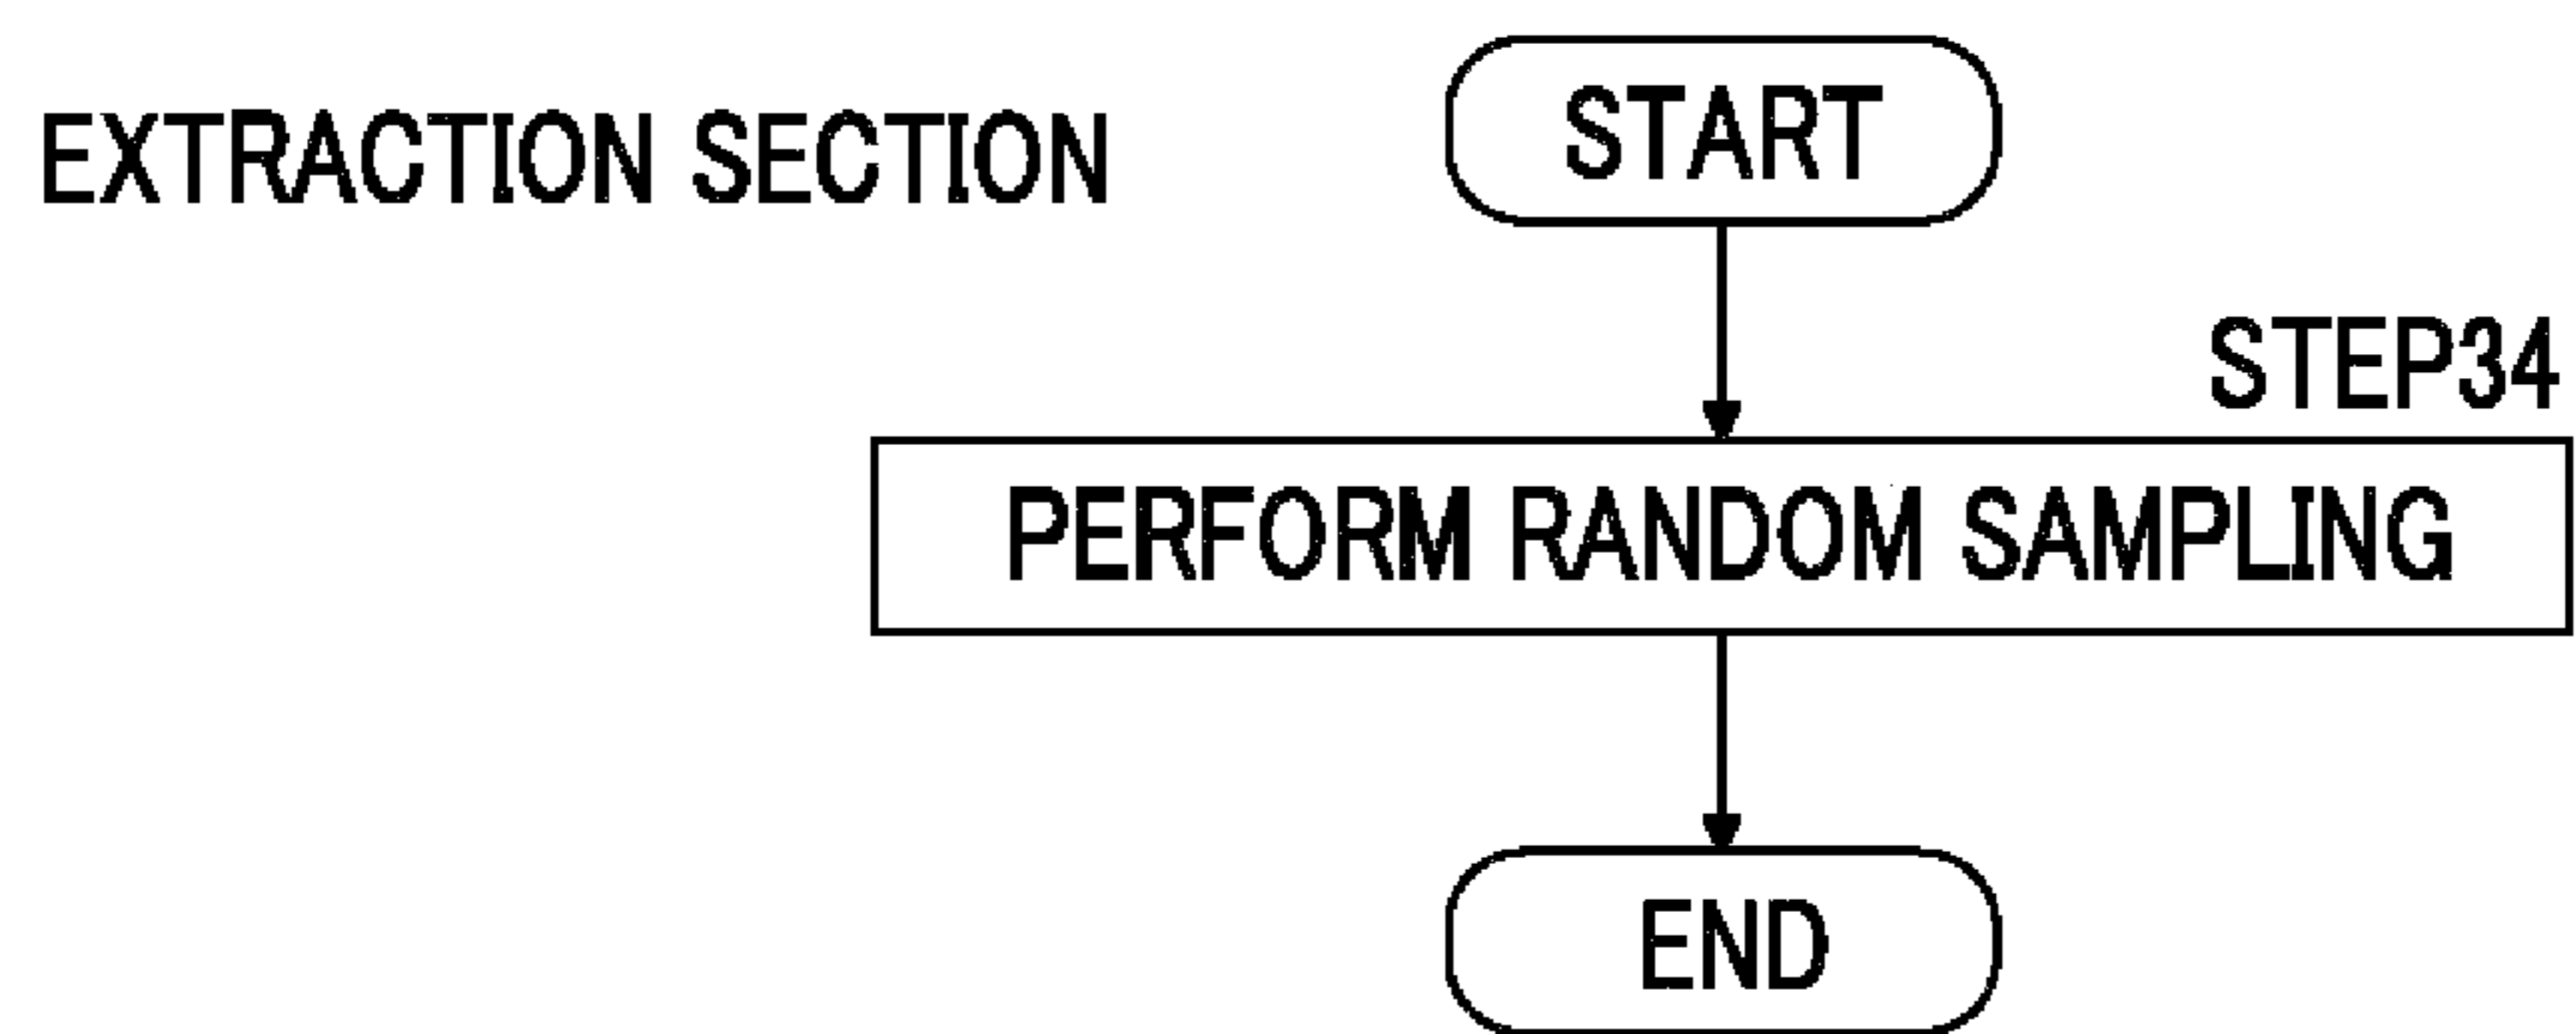 EXTRACTION SECTION
START
STEP34
PERFORM RANDOM SAMPLING
END